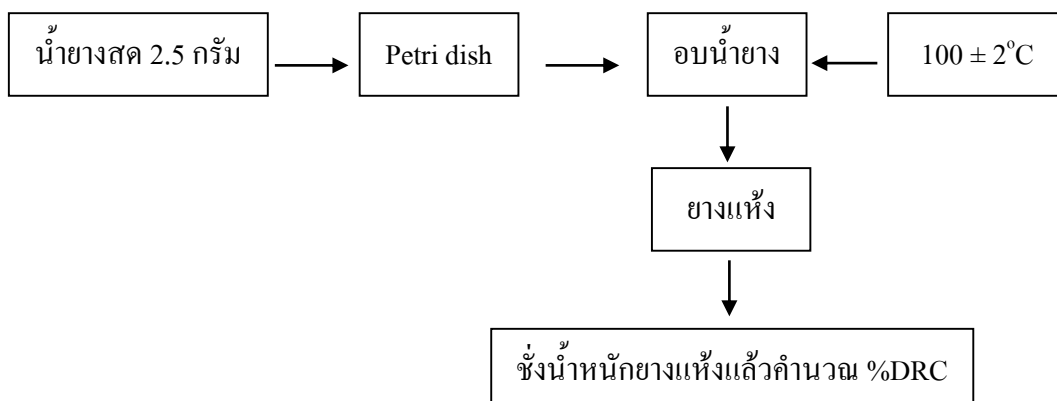 น้ำยางสด 2.5 กรัม
Petri dish
อบน้ำยาง
100 ± 2°C
ยางแห้ง
ชั่งน้ำหนักยางแห้งแล้วคำนวณ %DRC